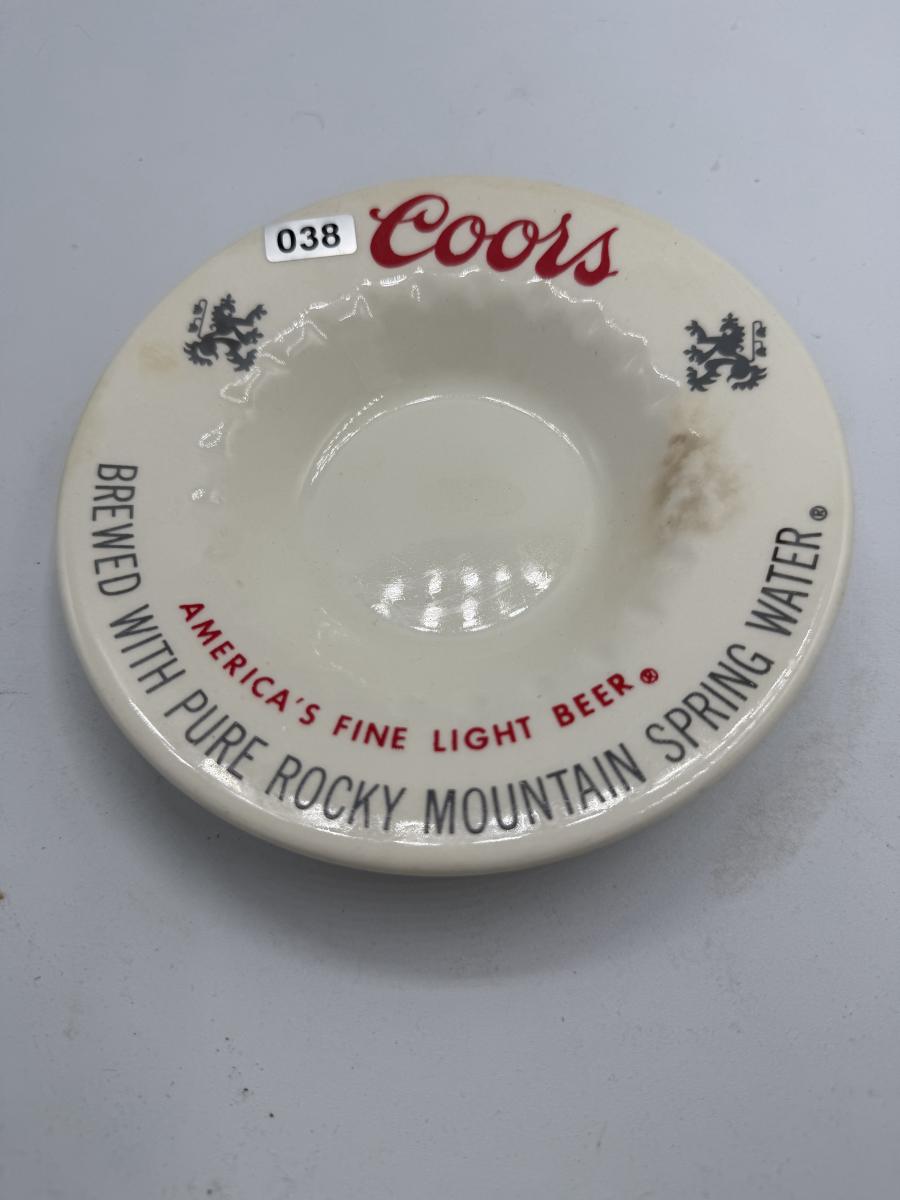 038
Coors
AMERICA'S FINE LIGHT BEER®
BREWED WITH PURE ROCKY MOUNTAIN SPRING WATER®